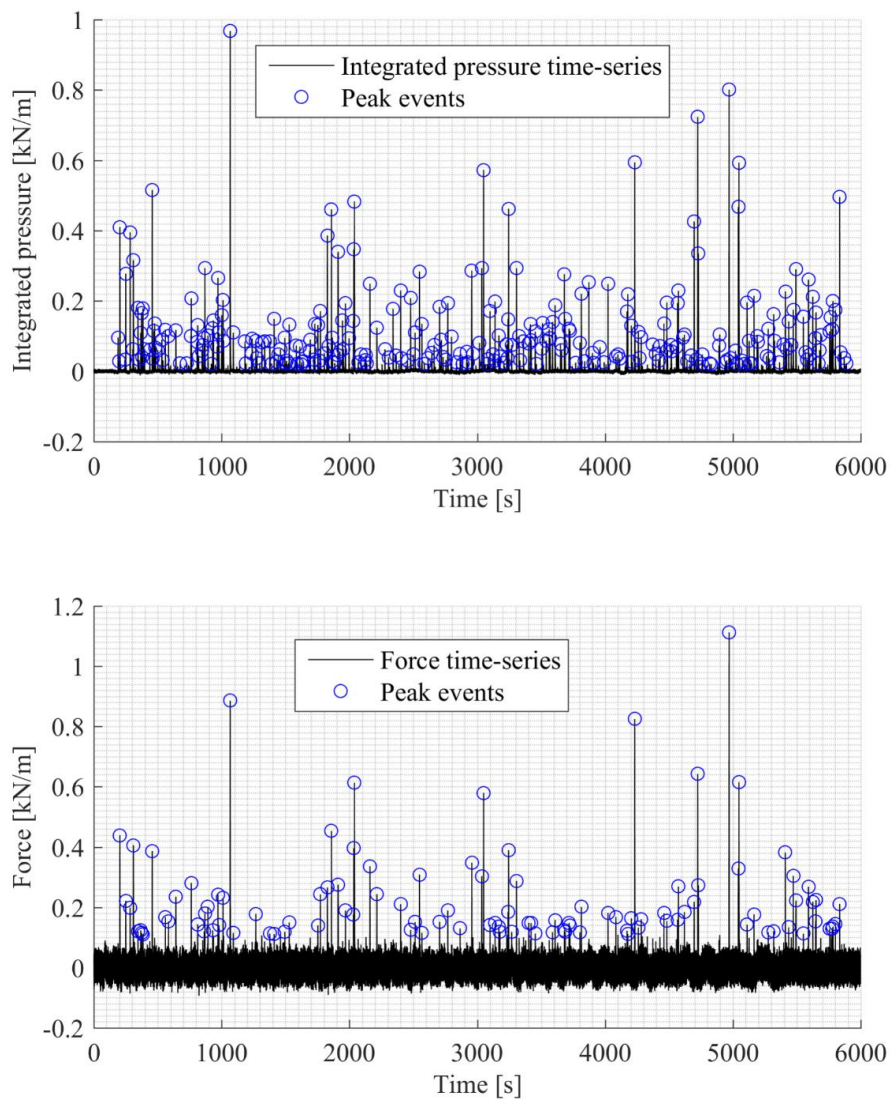 1
0.8
0.6
0.4
0.2
0
-0.2
Integrated pressure [kN/m]
Integrated pressure time-series
Peak events
0 1000 2000 3000 4000 5000 6000
Time [s]
1.2
1
0.8
0.6
0.4
0.2
0
-0.2
Force [kN/m]
Force time-series
Peak events
0 1000 2000 3000 4000 5000 6000
Time [s]